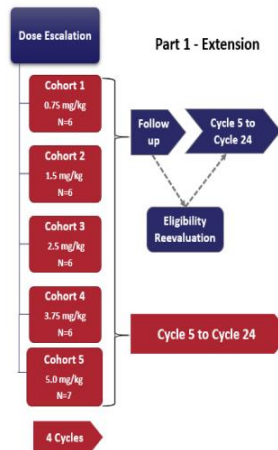 Dose Escalation
Part 1 - Extension
Cohort 1
0.75 mg/kg
N=6
Cohort 2
1.5 mg/kg
N=6
Cohort 3
2.5 mg/kg
N=6
Cohort 4
3.75 mg/kg
N=6
Cohort 5
5.0 mg/kg
N=7
4 Cycles
Follow
up
Cycle 5 to
Cycle 24
Eligibility
Reevaluation
Cycle 5 to Cycle 24